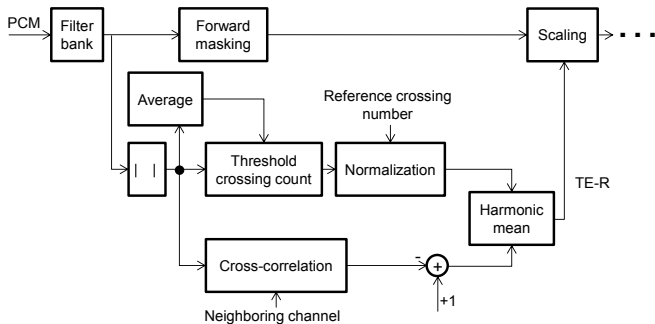 PCM
Filter
bank
Forward
masking
Scaling
...
Average
Reference crossing
number
| |
Threshold
crossing count
Normalization
TE-R
Harmonic
mean
Cross-correlation
-
+
+1
Neighboring channel